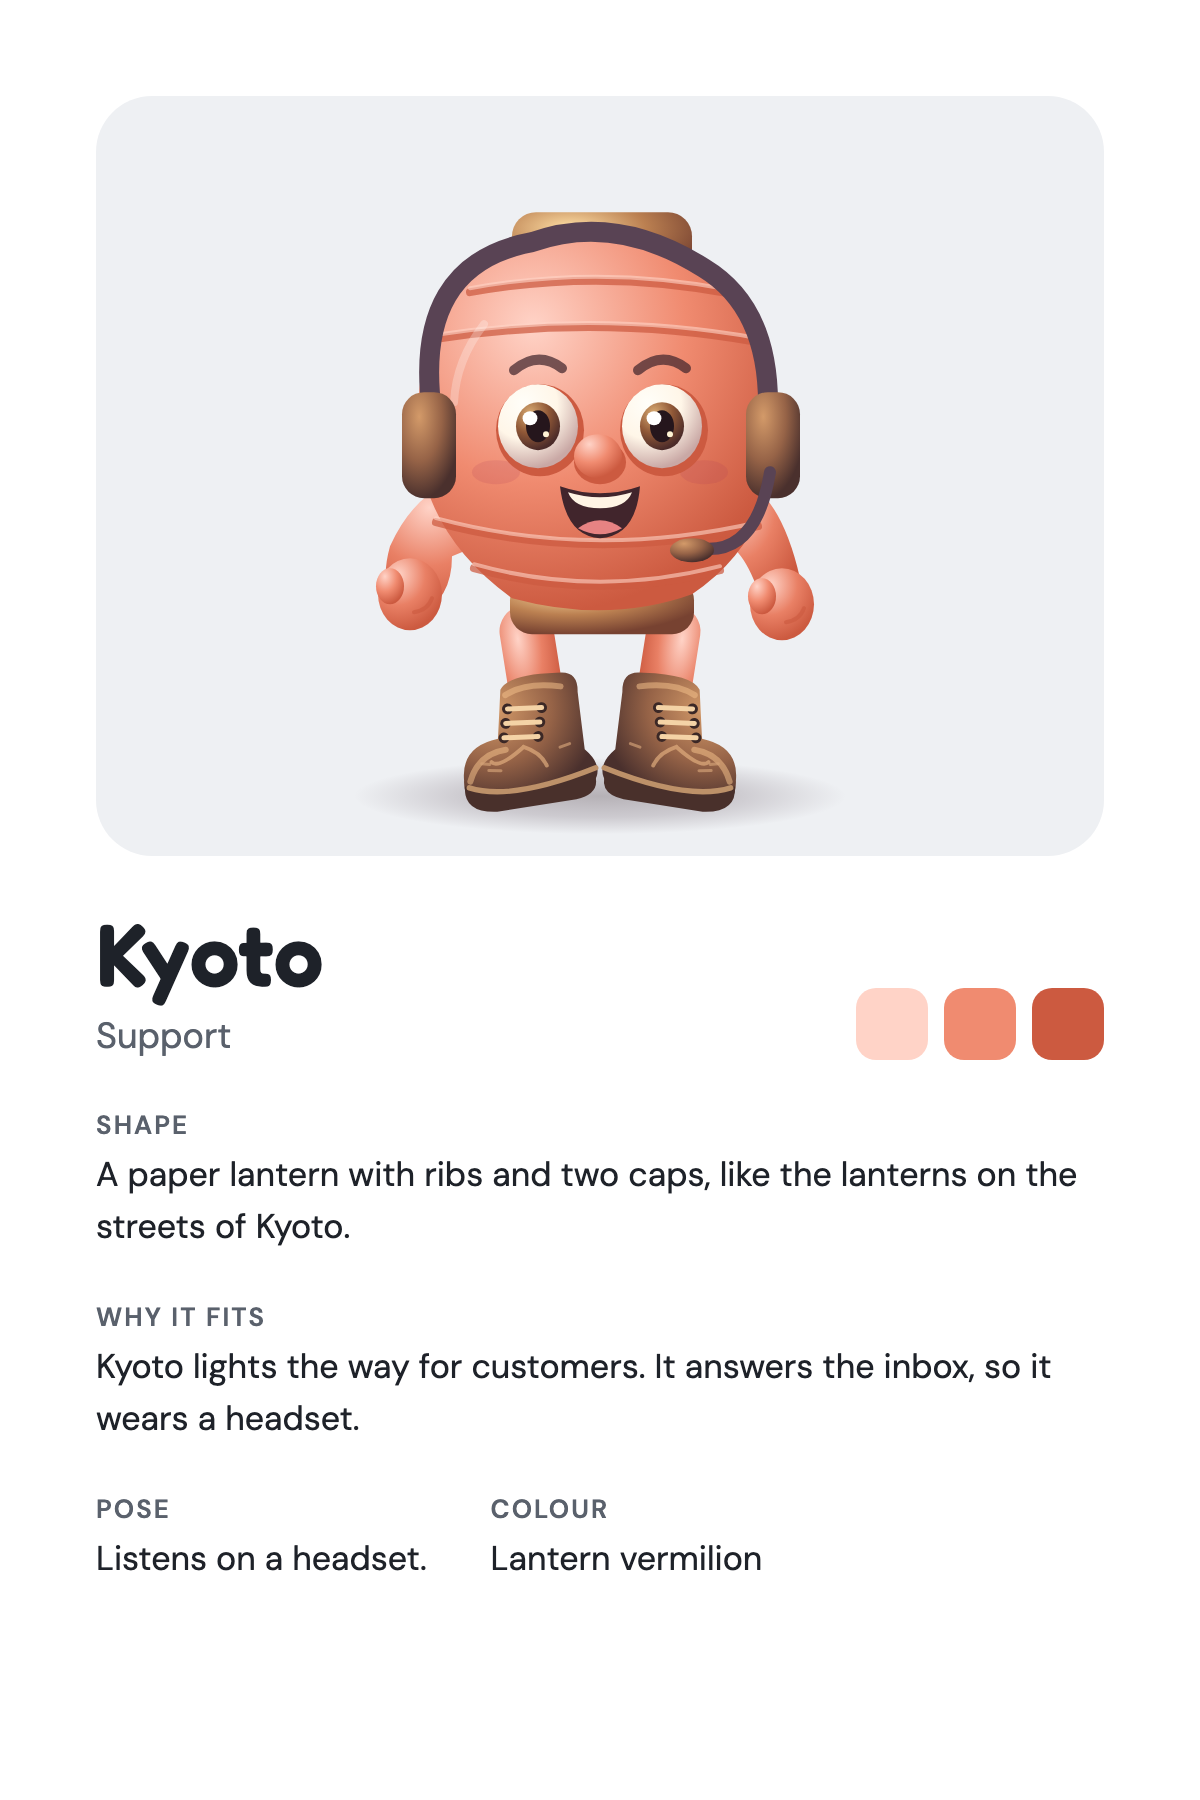 Kyoto
Support
SHAPE
A paper lantern with ribs and two caps, like the lanterns on the
streets of Kyoto.
WHY IT FITS
Kyoto lights the way for customers. It answers the inbox, so it
wears a headset.
POSE
Listens on a headset.
COLOUR
Lantern vermilion